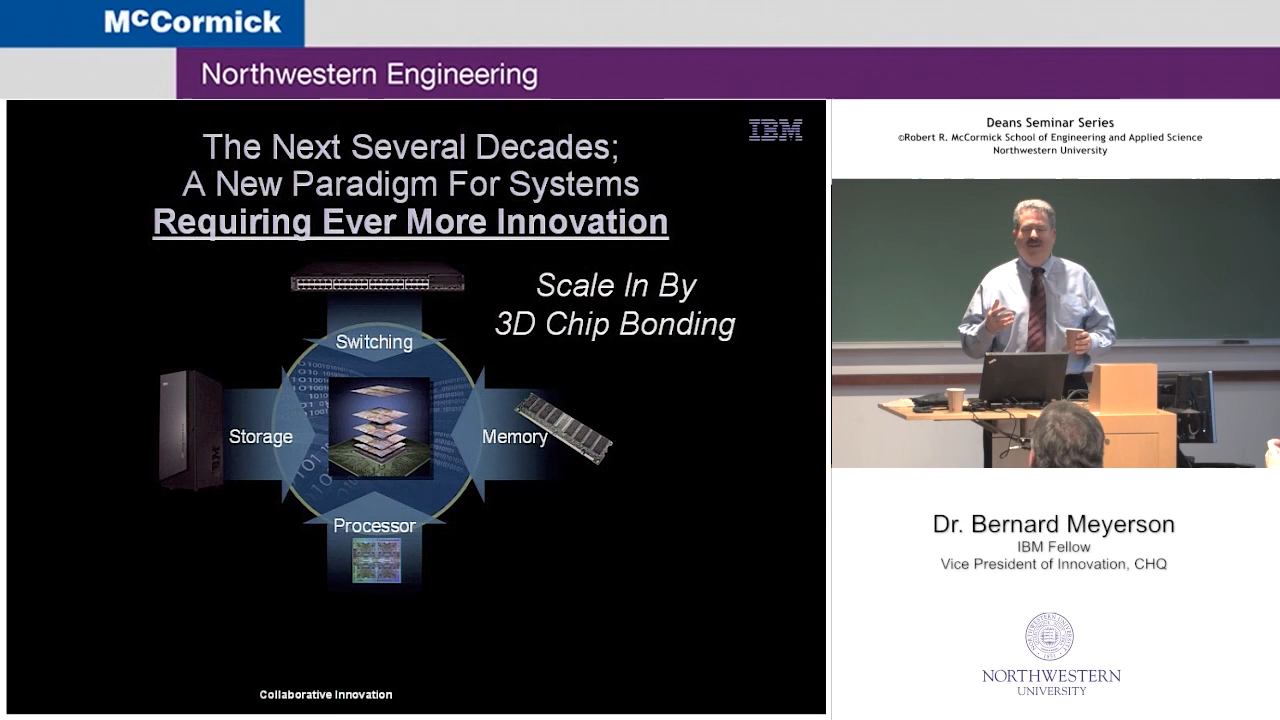 McCormick
Northwestern Engineering
IBM
The Next Several Decades;
A New Paradigm For Systems
Requiring Ever More Innovation
Scale In By
3D Chip Bonding
Switching
Storage
Memory
Processor
Collaborative Innovation
Deans Seminar Series
©Robert R. McCormick School of Engineering and Applied Science
Northwestern University
Dr. Bernard Meyerson
IBM Fellow
Vice President of Innovation, CHQ
NORTHWESTERN
UNIVERSITY